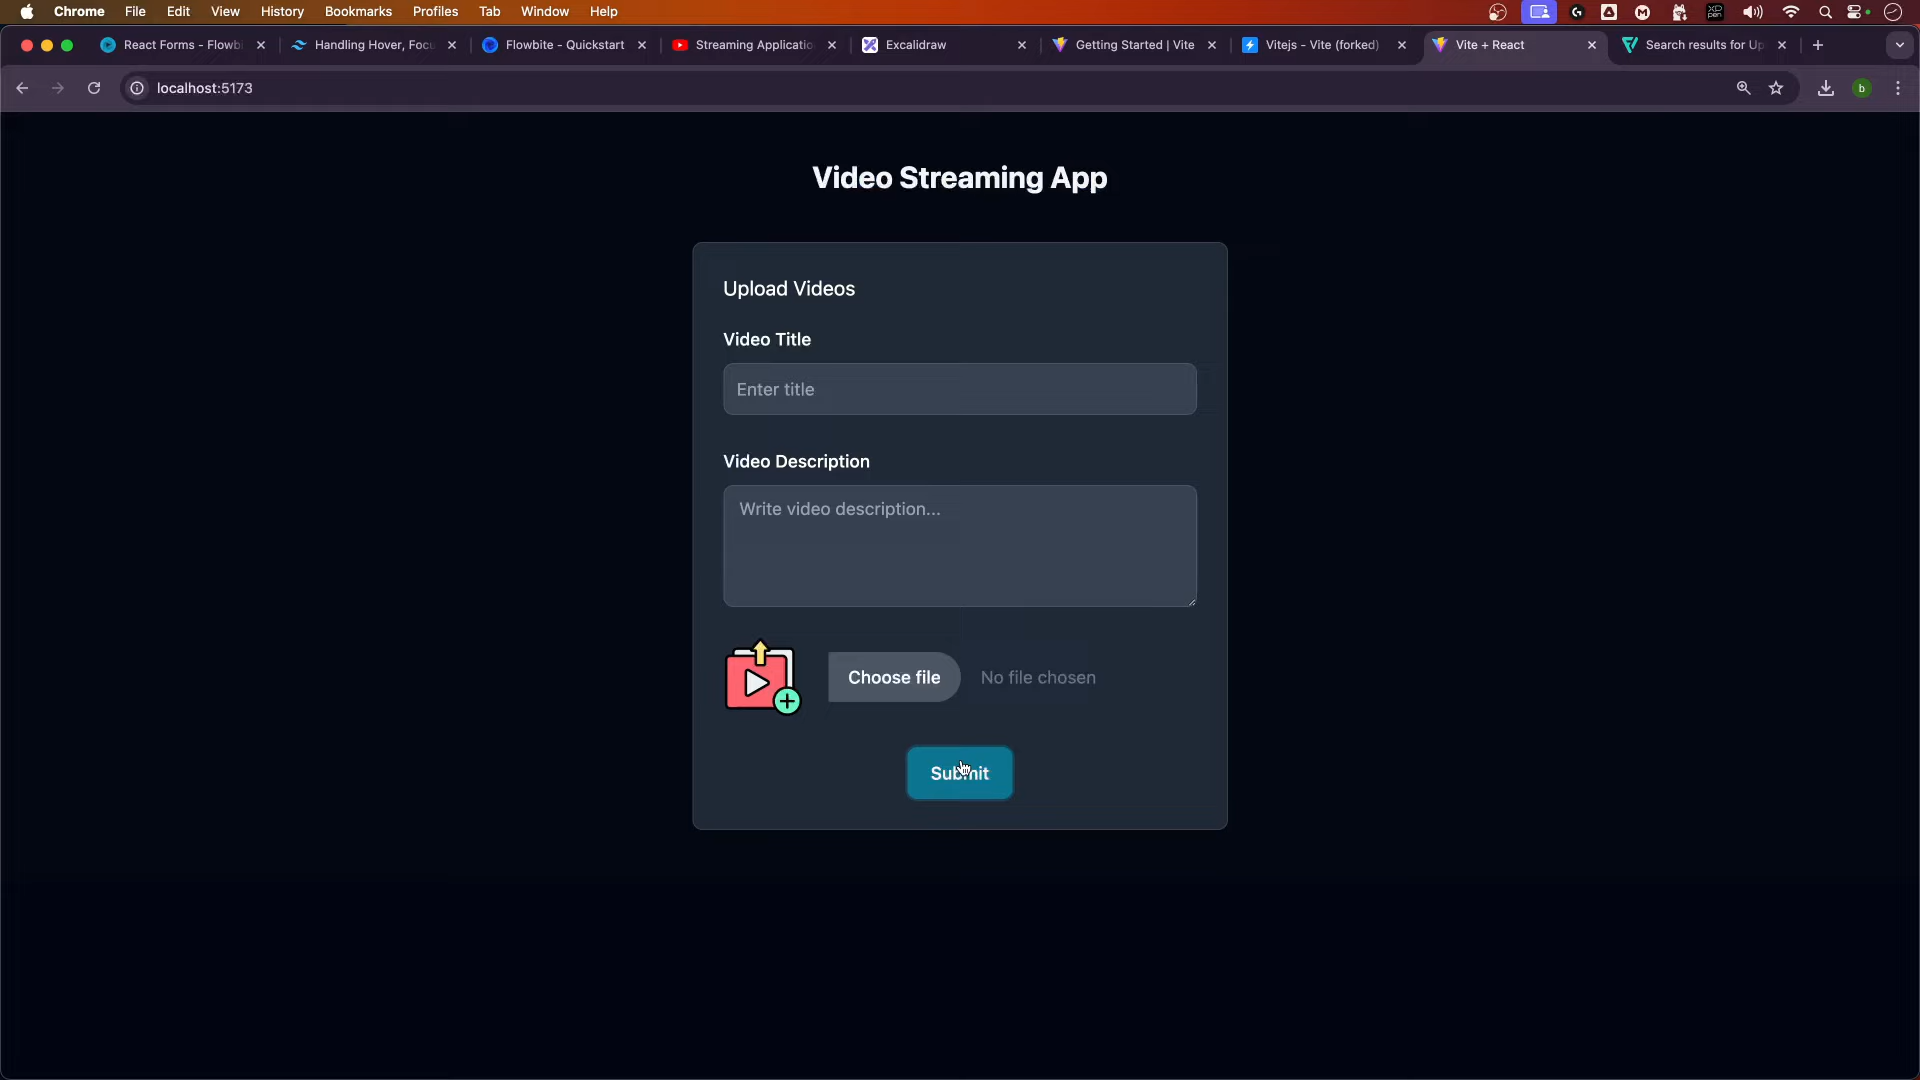 Chrome File Edit View History Bookmarks Profiles Tab Window Help
React Forms - Flowbi Handling Hover, Focu Flowbite - Quickstart Streaming Applicatio Excalidraw Getting Started | Vite Vitejs - Vite (forked) Vite + React Search results for Up
localhost:5173
b
Video Streaming App
Upload Videos
Video Title
Enter title
Video Description
Write video description...
Choose file No file chosen
Submit